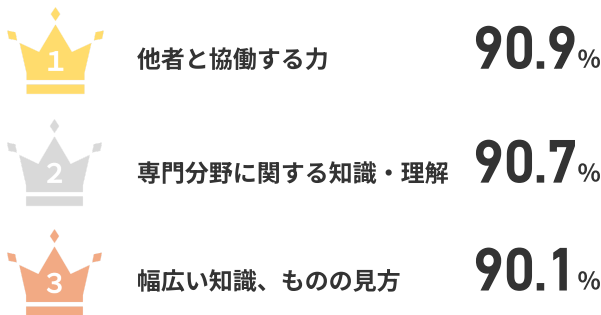 1 他者と協働する力 90.9%
2 専門分野に関する知識・理解 90.7%
3 幅広い知識、ものの見方 90.1%